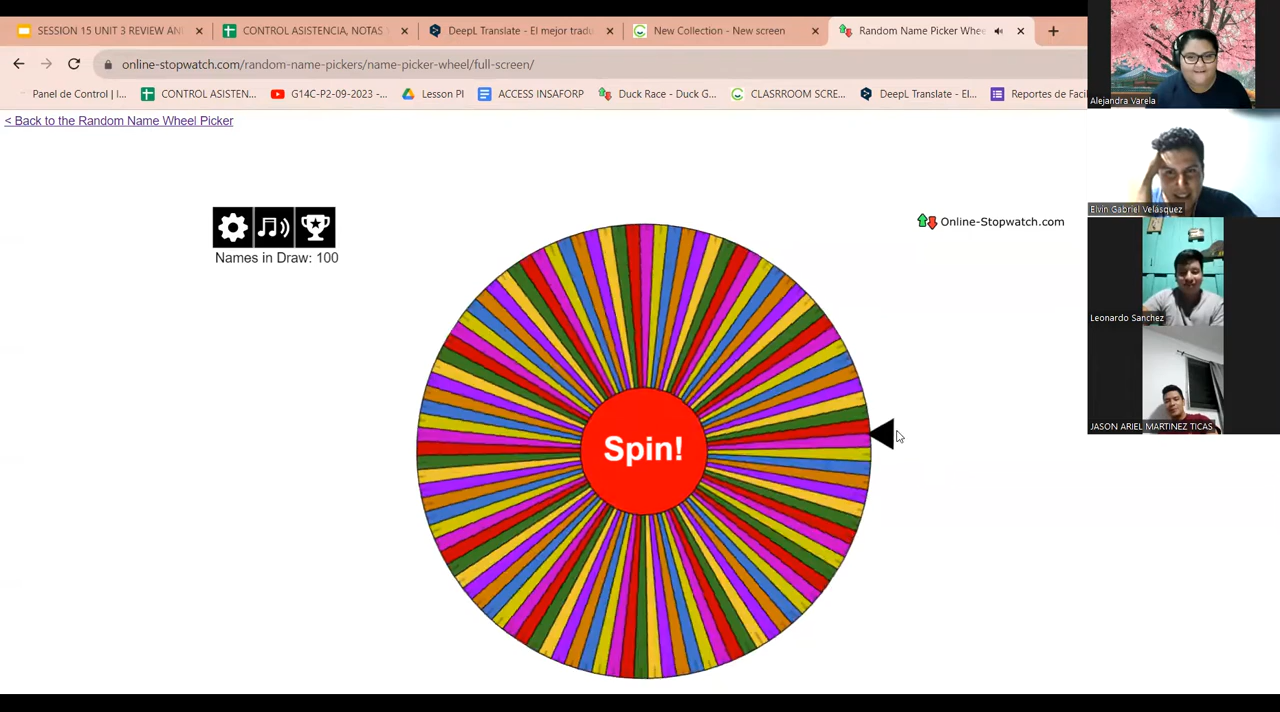 SESSION 15 UNIT 3 REVIEW AN
CONTROL ASISTENCIA, NOTAS
DeepL Translate - El mejor tradu
New Collection - New screen
Random Name Picker Whe
online-stopwatch.com/random-name-pickers/name-picker-wheel/full-screen/
Panel de Control | I...
CONTROL ASISTEN...
G14C-P2-09-2023 -...
Lesson PI
ACCESS INSAFORP
Duck Race - Duck G...
CLASRROOM SCRE...
DeepL Translate - El...
Reportes de Facil
< Back to the Random Name Wheel Picker
Names in Draw: 100
Online-Stopwatch.com
Spin!
Alejandra Varela
Elvin Gabriel Velásquez
Leonardo Sanchez
JASON ARIEL MARTINEZ TICAS